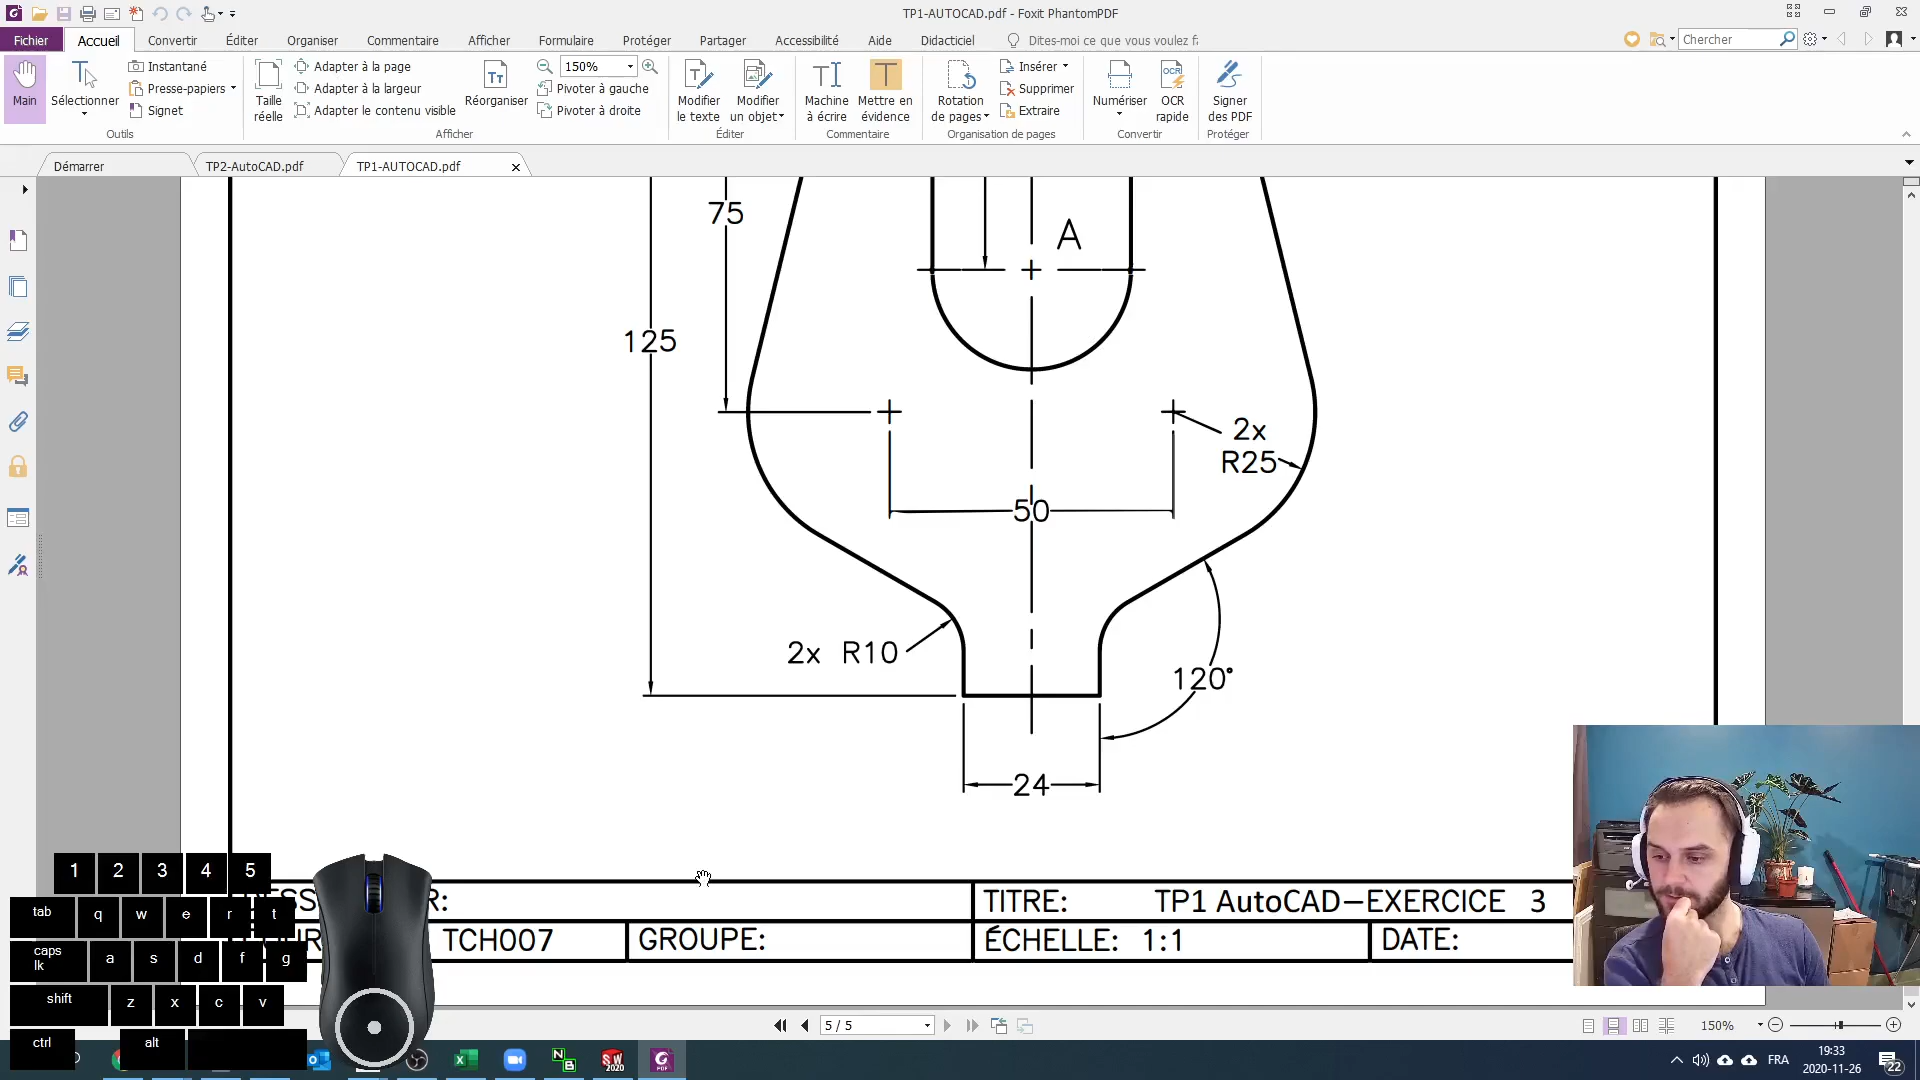 TP1-AUTOCAD.pdf - Foxit PhantomPDF
Fichier Accueil Convertir Éditer Organiser Commentaire Afficher Formulaire Protéger Partager Accessibilité Aide Didacticiel Dites-moi ce que vous voulez fa Chercher
Main
Sélectionner
Instantané
Presse-papiers
Signet
Outils
Taille
réelle
Adapter à la page
Adapter à la largeur
Adapter le contenu visible
Réorganiser
150%
Pivoter à gauche
Pivoter à droite
Afficher
Modifier
le texte
Modifier
un objet
Éditer
Machine
à écrire
Mettre en
évidence
Commentaire
Rotation
de pages
Insérer
Supprimer
Extraire
Organisation de pages
Numériser
OCR
rapide
Convertir
Signer
des PDF
Protéger
Démarrer TP2-AutoCAD.pdf TP1-AUTOCAD.pdf
75
A
125
2x
R25
50
2x R10
120°
24
TITRE: TP1 AutoCAD-EXERCICE 3
TCH007 GROUPE: ÉCHELLE: 1:1 DATE:
1 2 3 4 5
tab q w e r t
caps
lk a s d f g
shift z x c v
ctrl alt
5 / 5
150%
FRA
19:33
2020-11-26
22